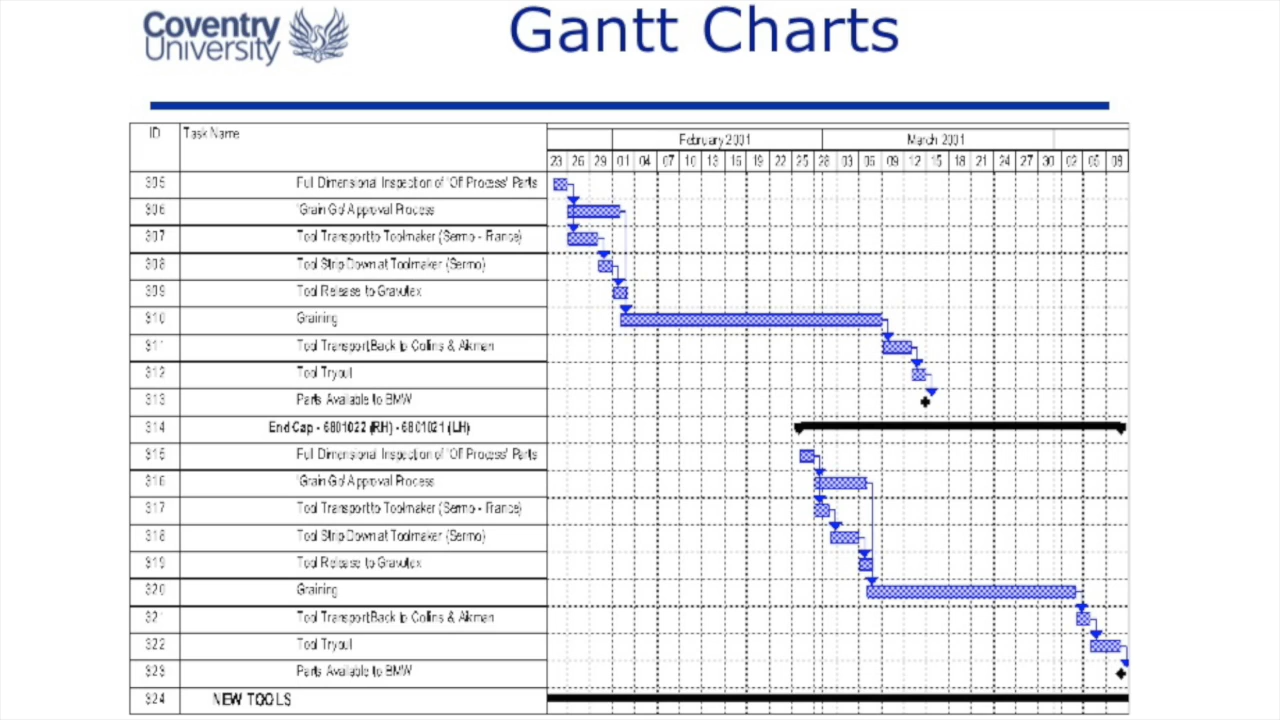 Coventry University
Gantt Charts
ID Task Name February 2001 March 2001
23 26 29 01 04 07 10 13 16 19 22 25 28 03 06 09 12 15 18 21 24 27 30 02 05 08
305 Full Dimensional Inspection of 'Off Process' Parts
306 'Grain Go' Approval Process
307 Tool Transport to Toolmaker (Sermo - France)
308 Tool Strip Down at Toolmaker (Sermo)
309 Tool Release to Gravutex
310 Graining
311 Tool Transport Back to Collins & Aikman
312 Tool Tryout
313 Parts Available to BMW
314 End Cap - 6801022 (RH) - 6801021 (LH)
315 Full Dimensional Inspection of 'Off Process' Parts
316 'Grain Go' Approval Process
317 Tool Transport to Toolmaker (Sermo - France)
318 Tool Strip Down at Toolmaker (Sermo)
319 Tool Release to Gravutex
320 Graining
321 Tool Transport Back to Collins & Aikman
322 Tool Tryout
323 Parts Available to BMW
324 NEW TOOLS